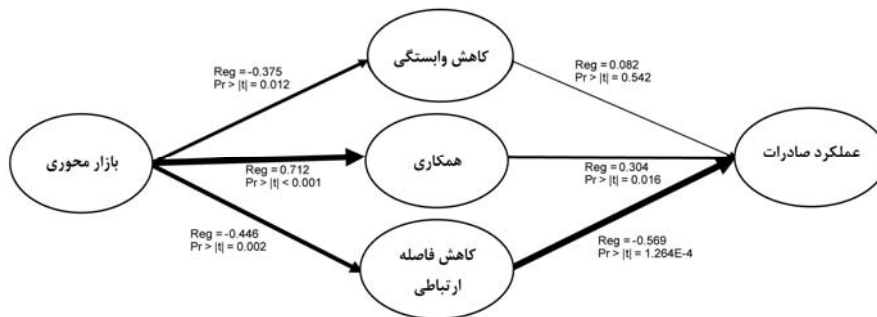 کاهش وابستگی
Reg = -0.375
Pr > |t| = 0.012
Reg = 0.082
Pr > |t| = 0.542
بازار محوری
همکاری
عملکرد صادرات
Reg = 0.712
Pr > |t| < 0.001
Reg = 0.304
Pr > |t| = 0.016
Reg = -0.446
Pr > |t| = 0.002
کاهش فاصله
ارتباطی
Reg = -0.569
Pr > |t| = 1.264E-4